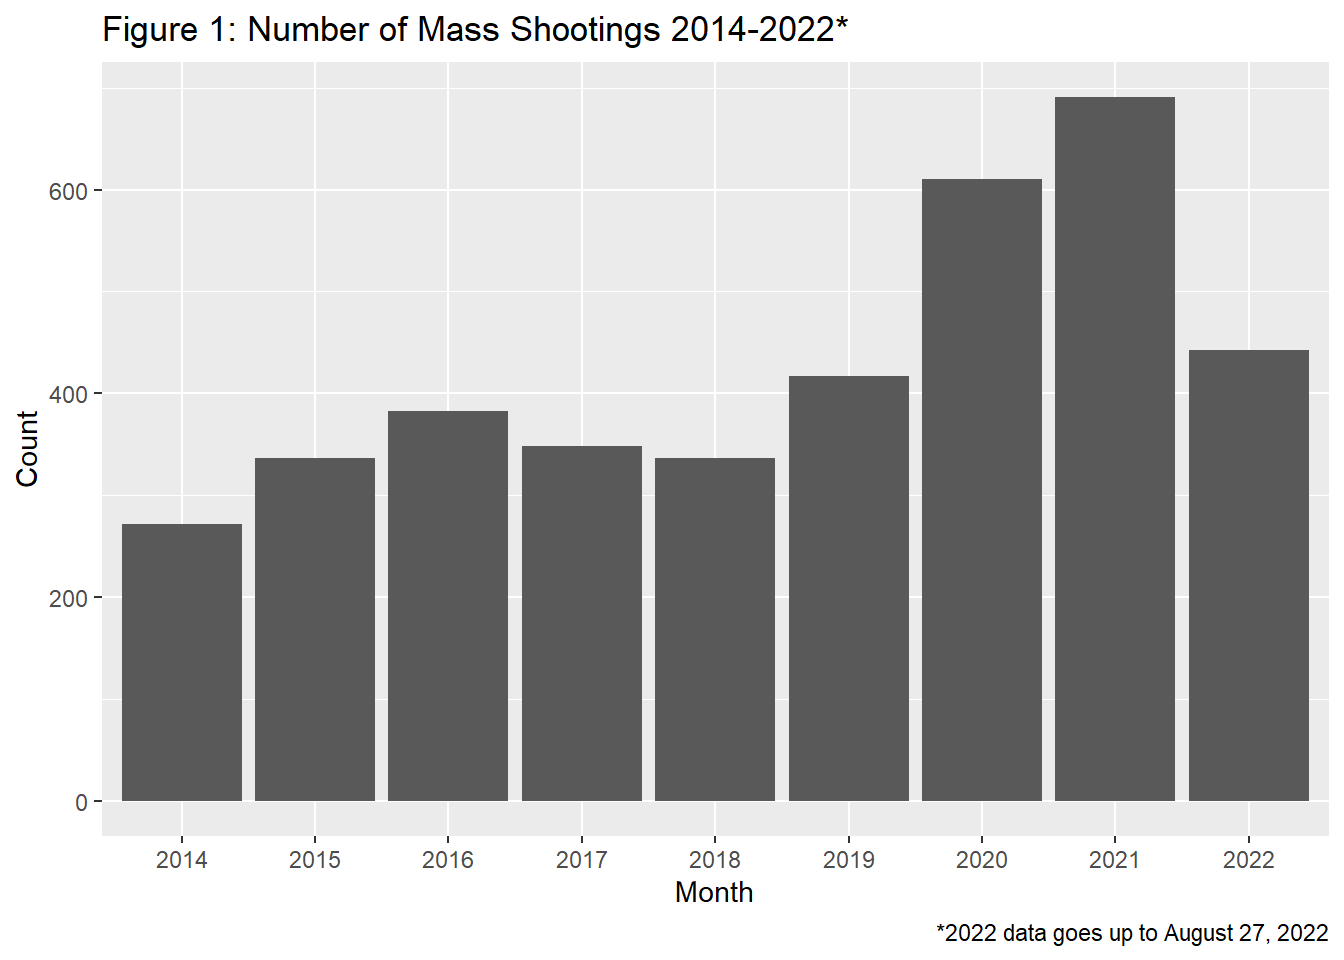 Figure 1: Number of Mass Shootings 2014-2022*
600
400
200
0
Count
2014 2015 2016 2017 2018 2019 2020 2021 2022
Month
*2022 data goes up to August 27, 2022